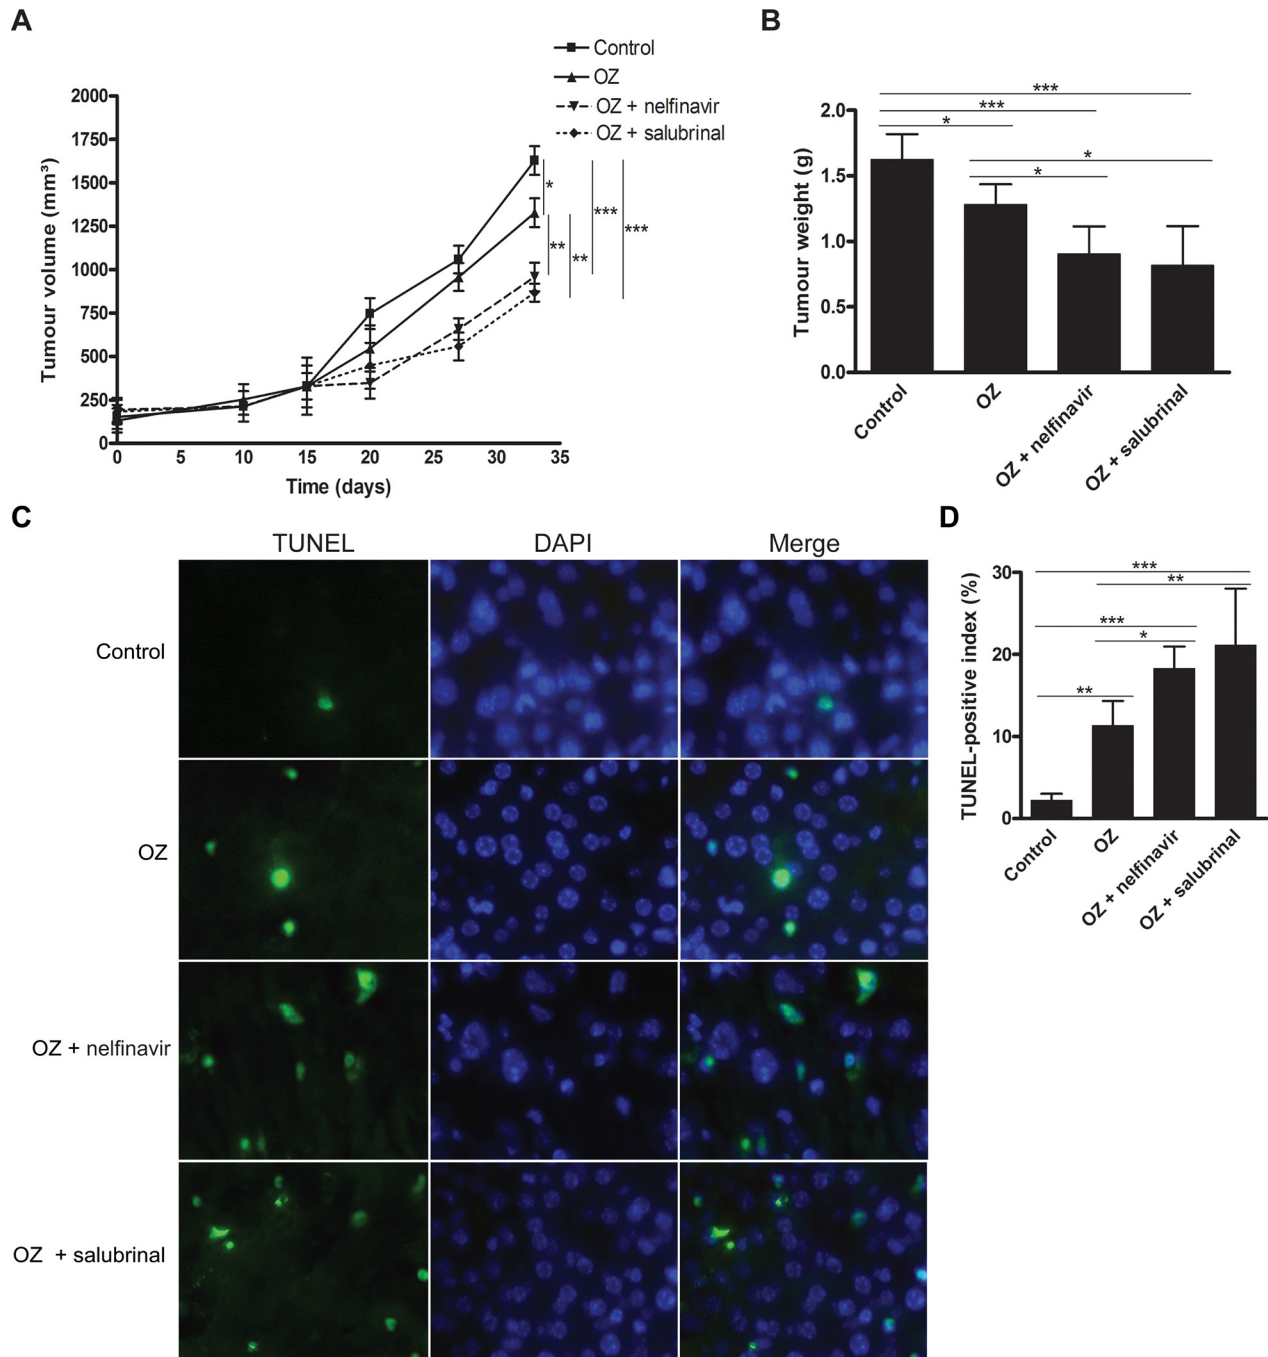 A
Control
OZ
OZ + nelfinavir
OZ + salubrinal
2000
1750
1500
1250
1000
750
500
250
0
Tumour volume (mm³)
0 5 10 15 20 25 30 35
Time (days)
*
**
**
***
***
B
***
***
*
*
*
2.0
1.5
1.0
0.5
0.0
Tumour weight (g)
Control
OZ
OZ + nelfinavir
OZ + salubrinal
C
TUNEL DAPI Merge
Control
OZ
OZ + nelfinavir
OZ + salubrinal
D
***
**
***
*
**
30
20
10
0
TUNEL-positive index (%)
Control
OZ
OZ + nelfinavir
OZ + salubrinal